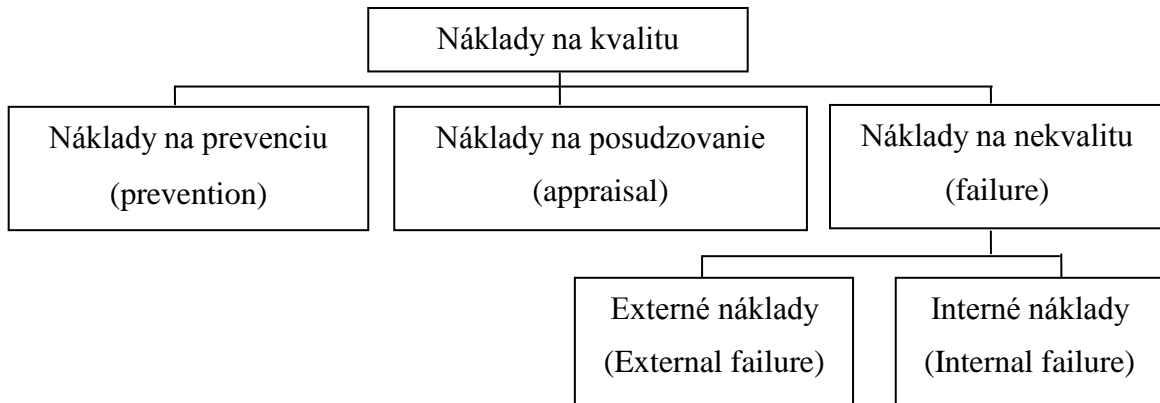 Náklady na kvalitu
Náklady na prevenciu
(prevention)
Náklady na posudzovanie
(appraisal)
Náklady na nekvalitu
(failure)
Externé náklady
(External failure)
Interné náklady
(Internal failure)